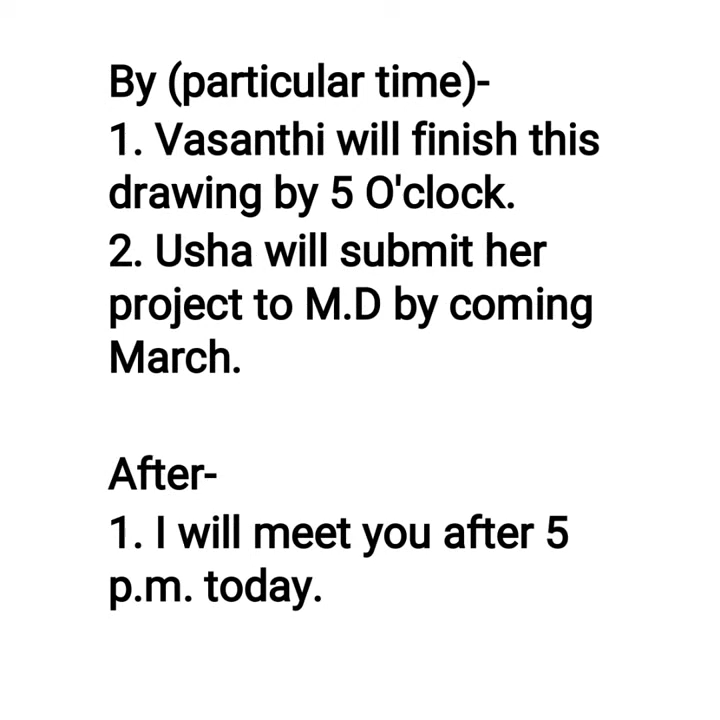 By (particular time)-
1. Vasanthi will finish this
drawing by 5 O'clock.
2. Usha will submit her
project to M.D by coming
March.
After-
1. I will meet you after 5
p.m. today.